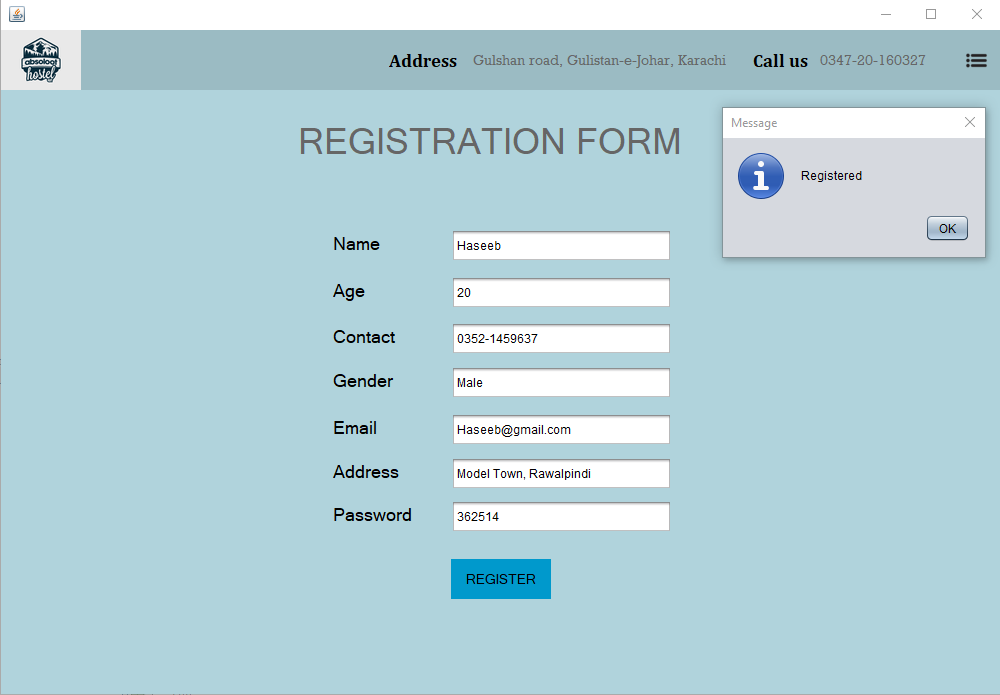 absoloot
hostel
Address Gulshan road, Gulistan-e-Johar, Karachi Call us 0347-20-160327
REGISTRATION FORM
Message
Registered
OK
Name Haseeb
Age 20
Contact 0352-1459637
Gender Male
Email Haseeb@gmail.com
Address Model Town, Rawalpindi
Password 362514
REGISTER